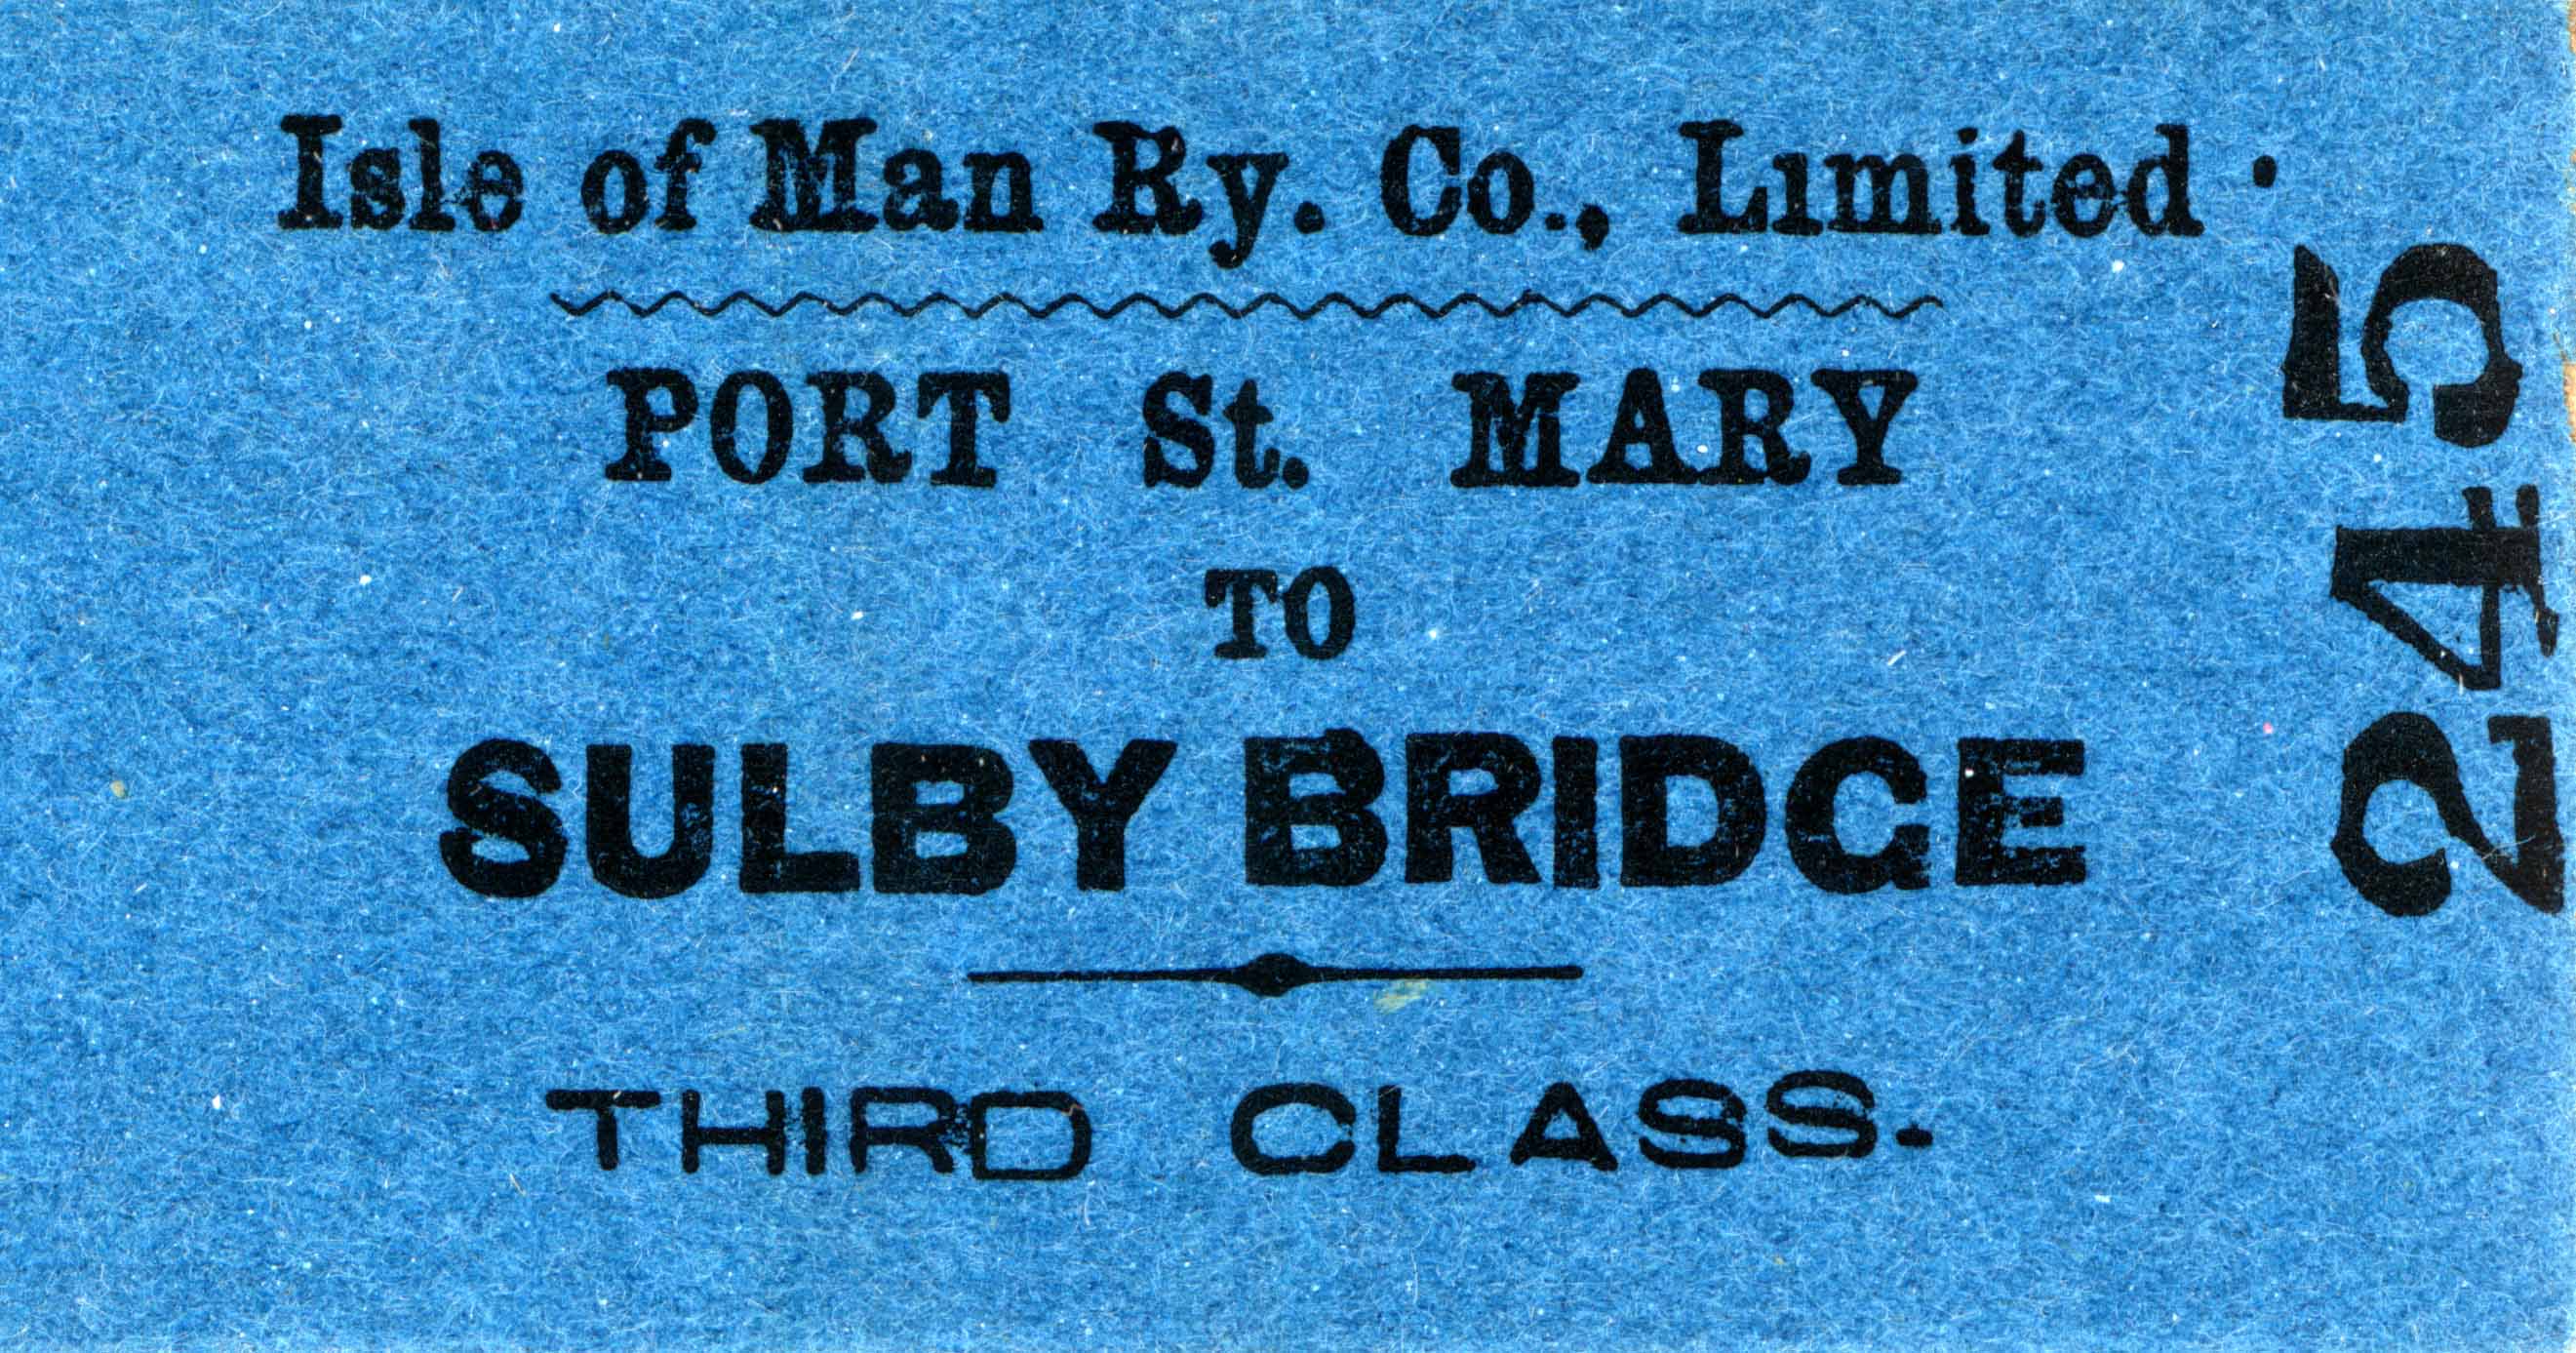 Isle of Man Ry. Co., Limited.
PORT St. MARY
TO
SULBY BRIDGE
THIRD CLASS.
245